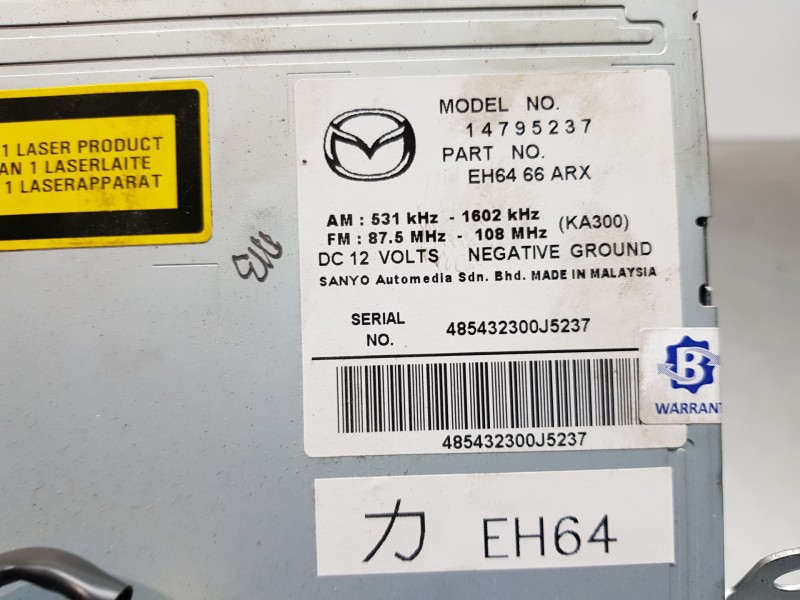 1 LASER PRODUCT
AN 1 LASERLAITE
1 LASERAPPARAT
MODEL NO.
14795237
PART NO.
EH64 66 ARX
AM : 531 kHz - 1602 kHz
FM : 87.5 MHz - 108 MHz (KA300)
DC 12 VOLTS NEGATIVE GROUND
SANYO Automedia Sdn. Bhd. MADE IN MALAYSIA
SERIAL NO. 485432300J5237
485432300J5237
B
WARRANT
カ EH64